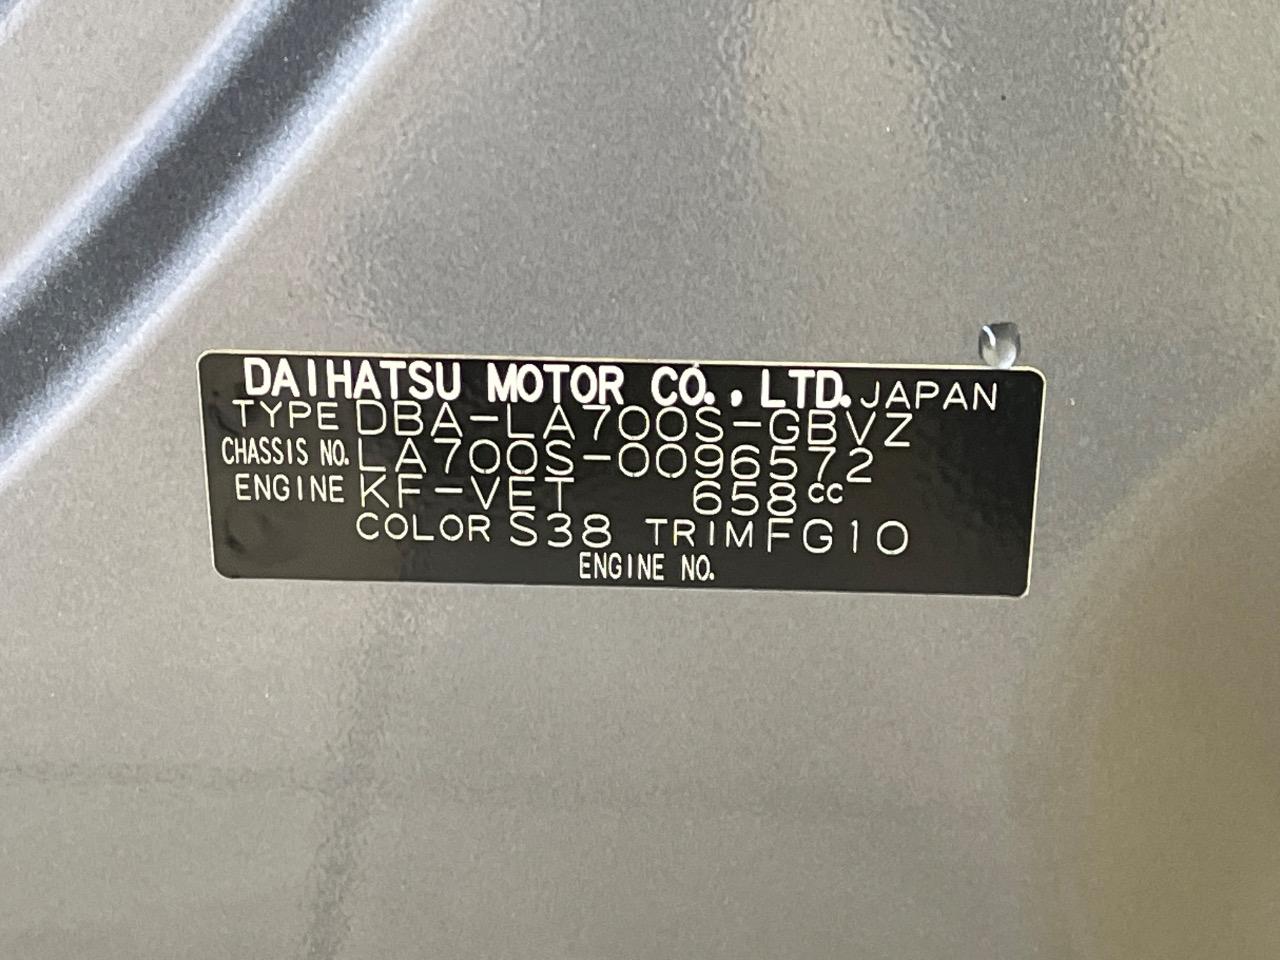 DAIHATSU MOTOR CO., LTD. JAPAN
TYPE DBA-LA700S-GBVZ
CHASSIS NO. LA700S-0096572
ENGINE KF-VET 658cc
COLOR S38 TRIM FG10
ENGINE NO.